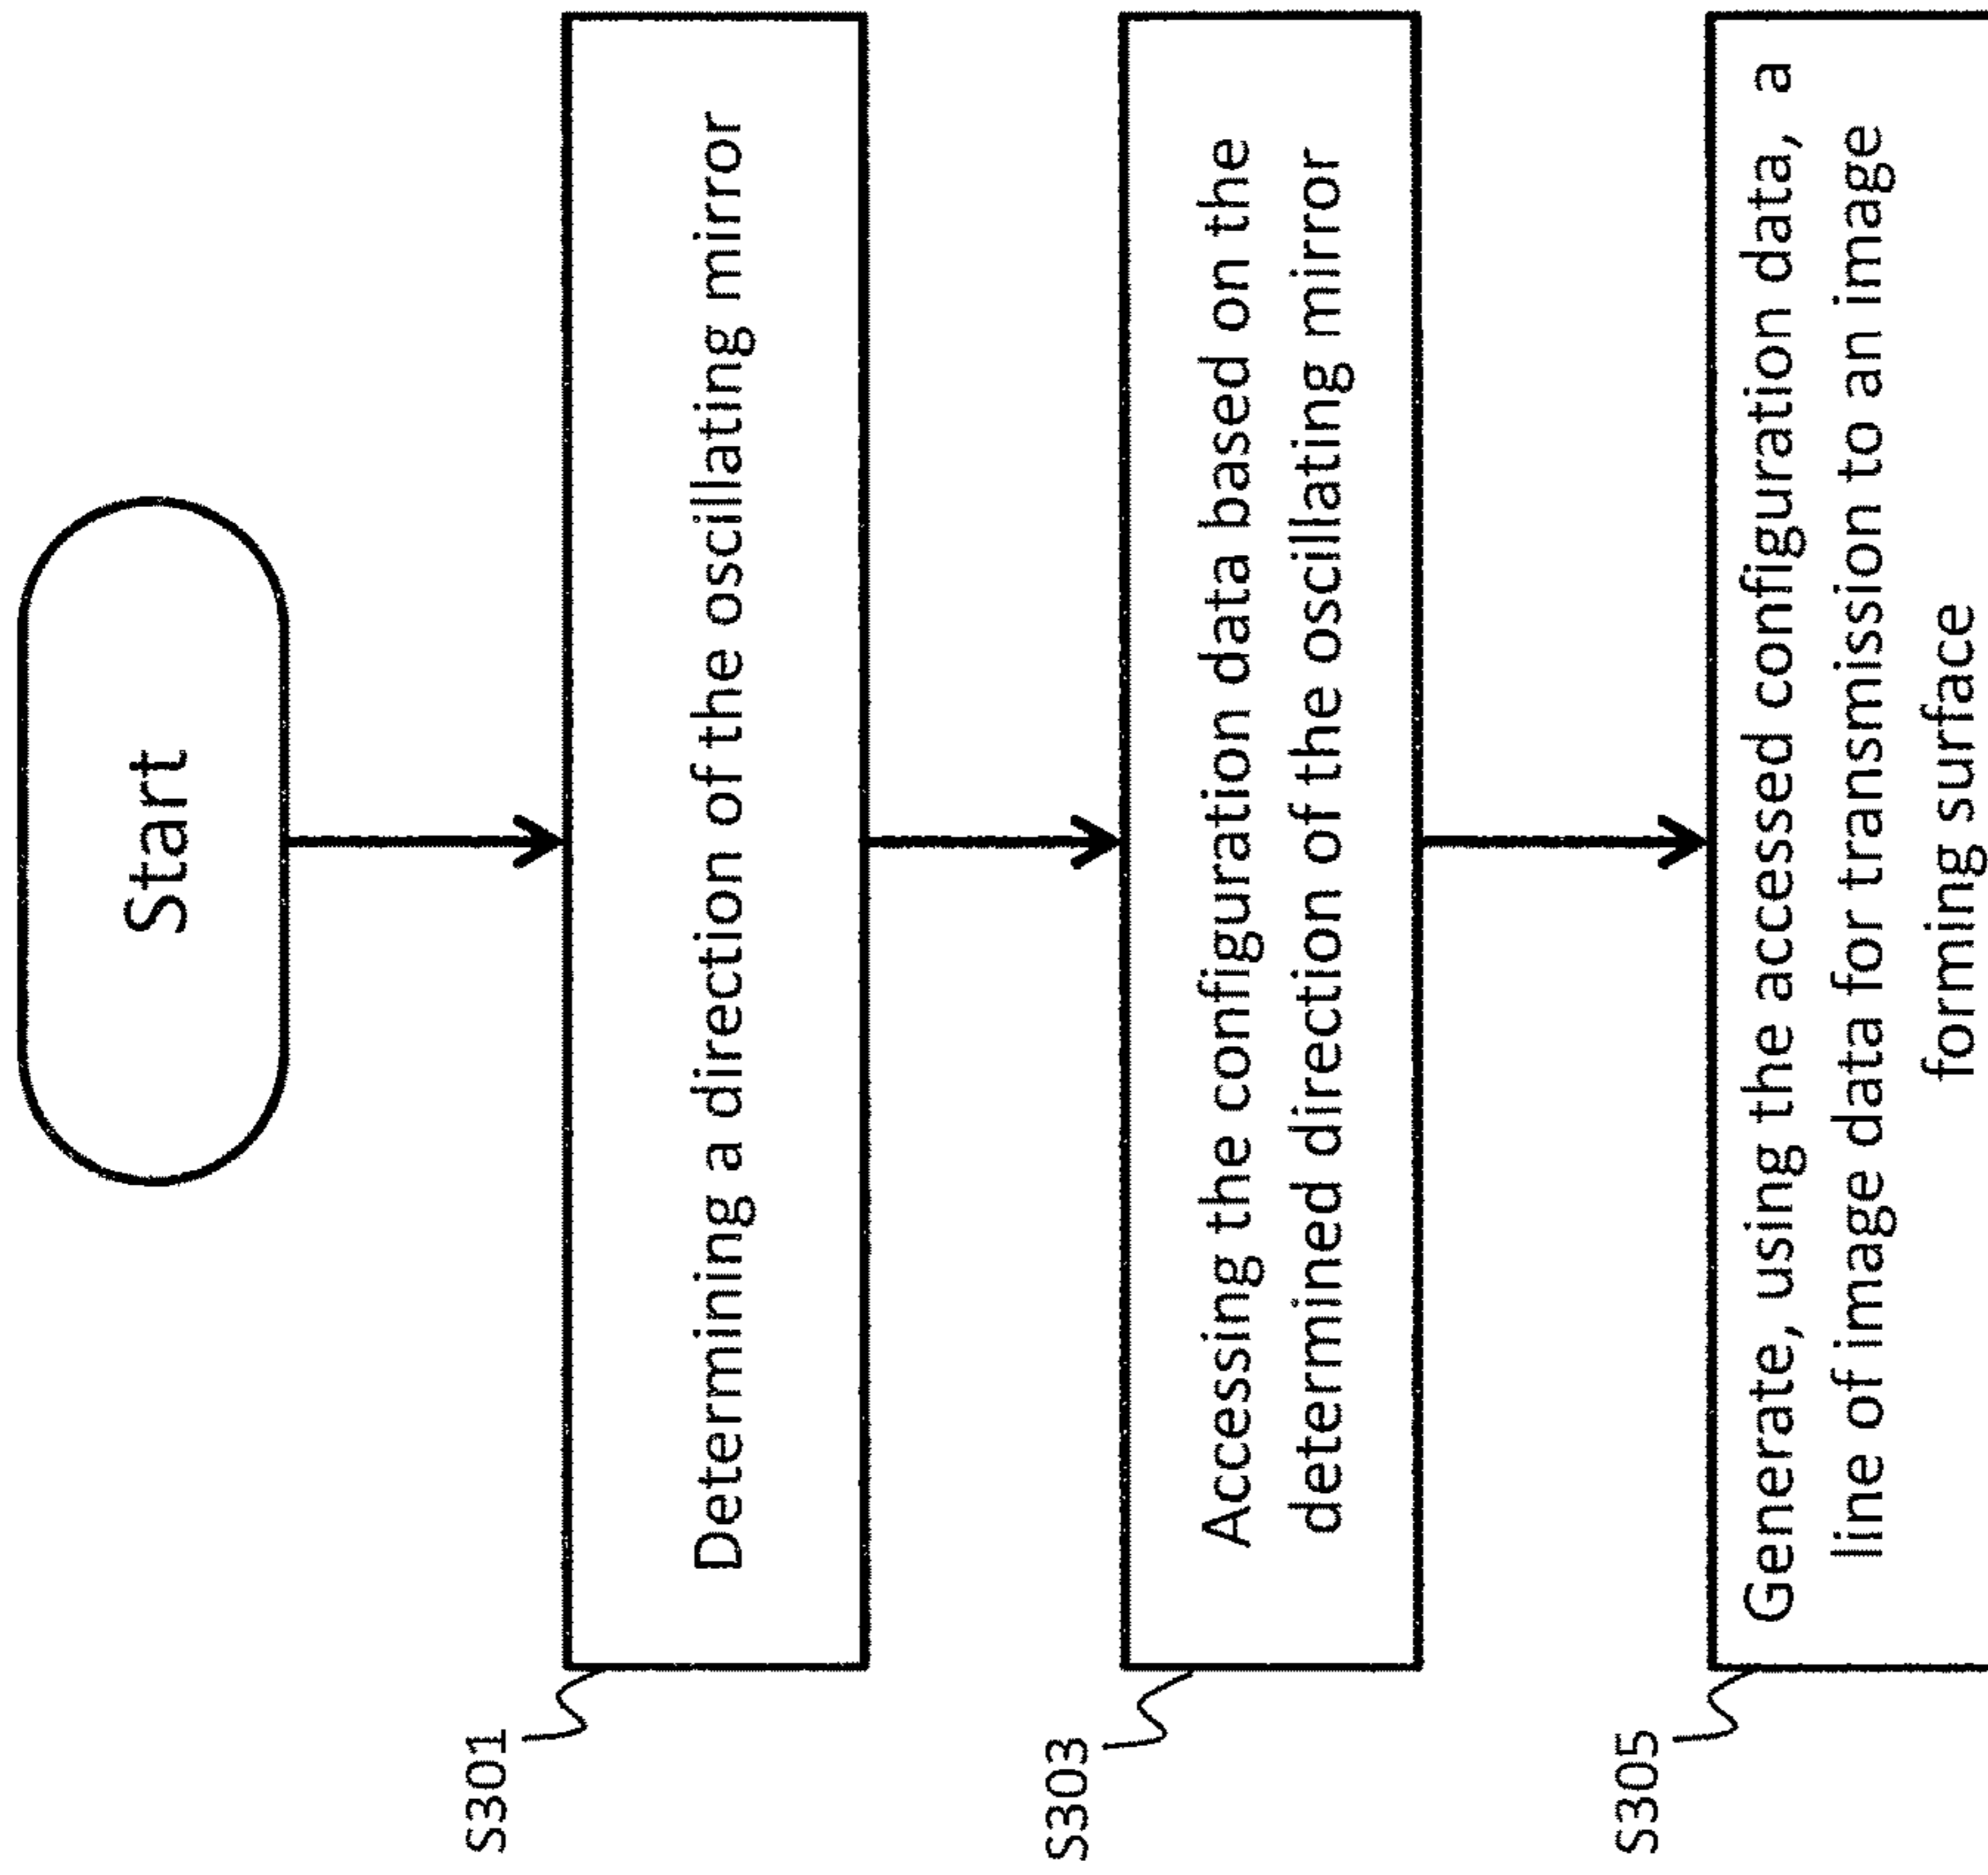 Start
S301
Determining a direction of the oscillating mirror
S303
Accessing the configuration data based on the
determined direction of the oscillating mirror
S305
Generate, using the accessed configuration data, a
line of image data for transmission to an image
forming surface